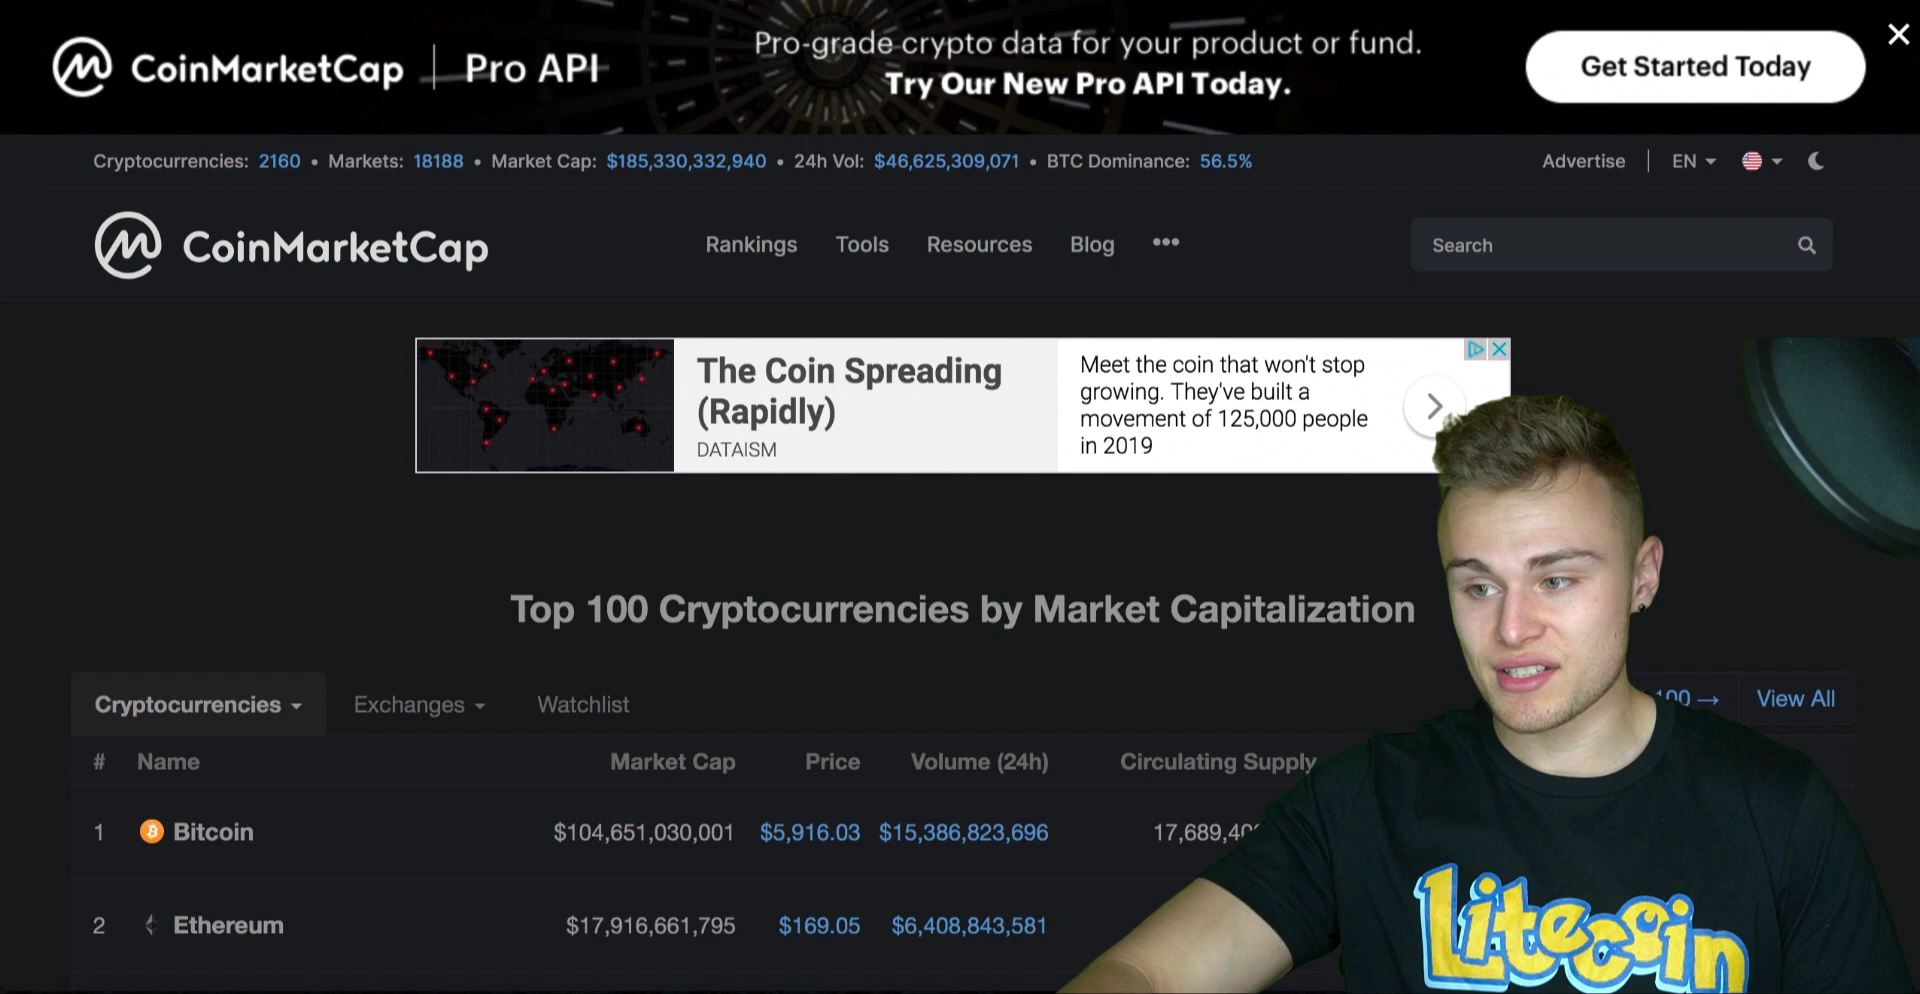 CoinMarketCap | Pro API
Pro-grade crypto data for your product or fund.
Try Our New Pro API Today.
Get Started Today
Cryptocurrencies: 2160 • Markets: 18188 • Market Cap: $185,330,332,940 • 24h Vol: $46,625,309,071 • BTC Dominance: 56.5%
Advertise | EN
CoinMarketCap
Rankings Tools Resources Blog •••
Search
The Coin Spreading
(Rapidly)
DATAISM
Meet the coin that won't stop
growing. They've built a
movement of 125,000 people
in 2019
Top 100 Cryptocurrencies by Market Capitalization
Cryptocurrencies Exchanges Watchlist
100 → View All
# Name Market Cap Price Volume (24h) Circulating Supply
1 Bitcoin $104,651,030,001 $5,916.03 $15,386,823,696
2 Ethereum $17,916,661,795 $169.05 $6,408,843,581
Litecoin